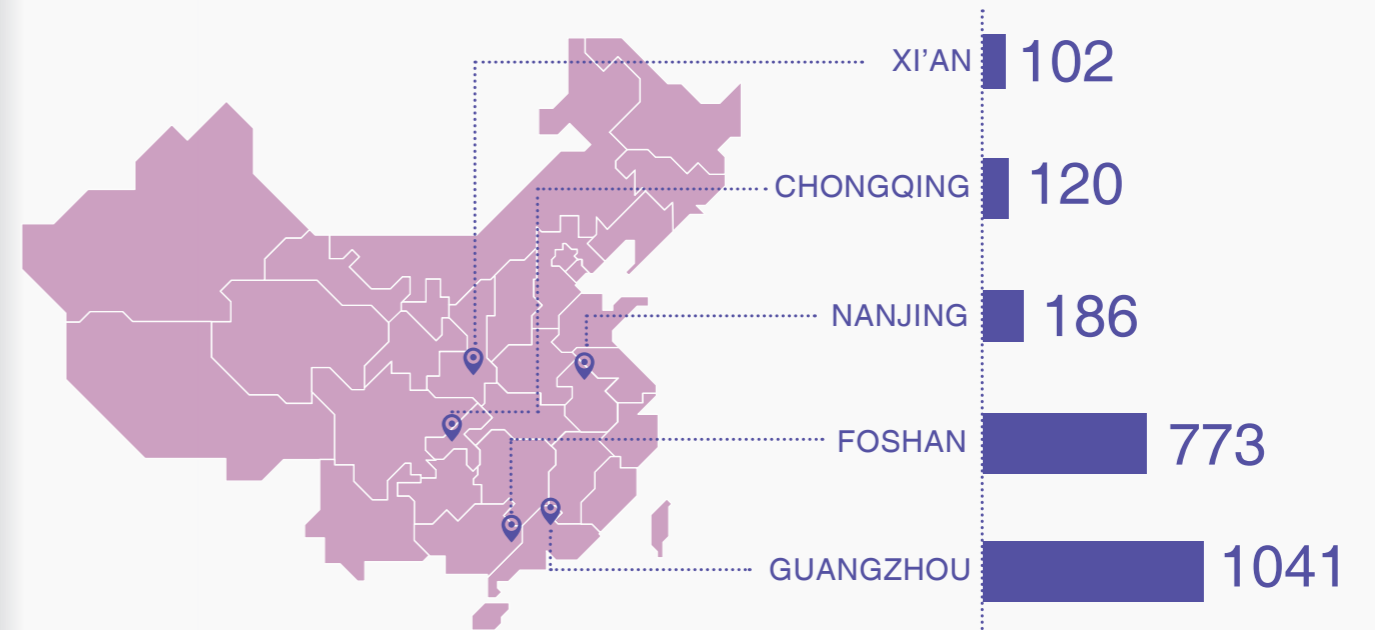 XI'AN 102
CHONGQING 120
NANJING 186
FOSHAN 773
GUANGZHOU 1041